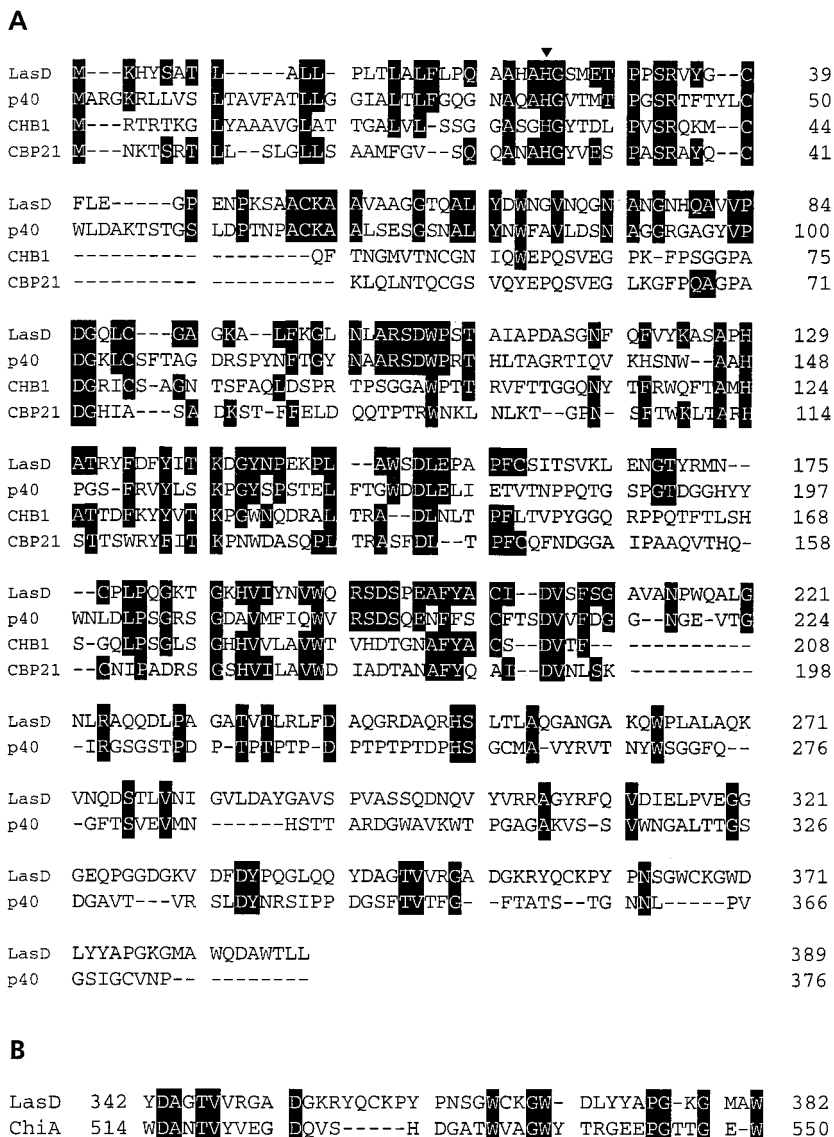 A
▼
LasD M---KHYSAT L-----ALL- PLTLALFLPQ AAHAHGSMET PPSRVYG--C 39
p40 MARGKRLLVS LTAVFATLLG GIALTLFGQG NAQAHGVTMT PGSRTFTYLC 50
CHB1 M--RTRTKG LYAAAVGLAT TGALVL-SSG GASGHGYTDL PVSRQKM--C 44
CBP21 M---NKTSRT LL--SLGLLS AAMFGV--SQ QANAHGYVES PASRAYQ--C 41
LasD FLE-----GP ENPKSAACKA AVAAGGTQAL YDWNGVNQGN ANGNHQAVVP 84
p40 WLDAKTSTGS LDPTNPACKA ALSESGSNAL YNWFAVLDSN AGGRGAGYVP 100
CHB1 ---------- --------QF TNGMVTNCGN IQWEPQSVEG PK-FPSGGPA 75
CBP21 ---------- ---------- KLQLNTQCGS VQYEPQSVEG LKGFPQAGPA 71
LasD DGQLC---GA GKA--LFKGL NLARSDWPST AIAPDASGNF QFVYKASAPH 129
p40 DGKLCSFTAG DRSPYNFTGY NAARSDWPRT HLTAGRTIQV KHSNW--AAH 148
CHB1 DGRICS-AGN TSFAQLDSPR TPSGGAWPTT RVFTTGGQNY TFRWQFTAMH 124
CBP21 DGHIA---SA DKST-FFELD QQTPTRWNKL NLKT--GPN- SFTWKLTARH 114
LasD ATRYFDFYIT KDGYNPEKPL --AWSDLEPA PFCSITSVKL ENGTYRMN-- 175
p40 PGS-FRVYLS KPGYSPSTEL FTGWDDLELI ETVTNPPQTG SPGTDGGHYY 197
CHB1 ATTDFKYYVT KPGWNQDRAL TRA--DLNLT PFLTVPYGGQ RPPQTFTLSH 168
CBP21 STTSWRYFIT KPNWDASQPL TRASFDL--T PFCQFNDGGA IPAAQVTHQ- 158
LasD --CPLPQGKT GKHVIYNVWQ RSDSPEAFYA CI--DVSFSG AVANPWQALG 221
p40 WNLDLPSGRS GDAVMFIQWV RSDSQENFFS CFTSDVVFDG G--NGE-VTG 224
CHB1 S-GQLPSGLS GHHVVLAVWT VHDTGNAFYA CS--DVTF-- ---------- 208
CBP21 --CNIPADRS GSHVILAVWD IADTANAFYQ AI--DVNLSK ---------- 198
LasD NLRAQQDLPA GATVTLRLFD AQGRDAQRHS LTLAQGANGA KQWPLALAQK 271
p40 -IRGSGSTPD P-TPTPTP-D PTPTPTDPHS GCMA-VYRVT NYWSGGFQ-- 276
LasD VNQDSTLVNI GVLDAYGAVS PVASSQDNQV YVRRAGYRFQ VDIELPVEGG 321
p40 -GFTSVEVMN ------HSTT ARDGWAVKWT PGAGAKVS-S VWNGALTTGS 326
LasD GEQPGGDGKV DFDYPQGLQQ YDAGTVVRGA DGKRYQCKPY PNSGWCKGWD 371
p40 DGAVT---VR SLDYNRSIPP DGSFTVTFG- -FTATS--TG NNL-----PV 366
LasD LYYAPGKGMA WQDAWTLL 389
p40 GSIGCVNP-- -------- 376
B
LasD 342 YDAGTVVRGA DGKRYQCKPY PNSGWCKGW- DLYYAPG-KG MAW 382
ChiA 514 WDANTVYVEG DQVS-----H DGATWVAGWY TRGEEPGTTG E-W 550